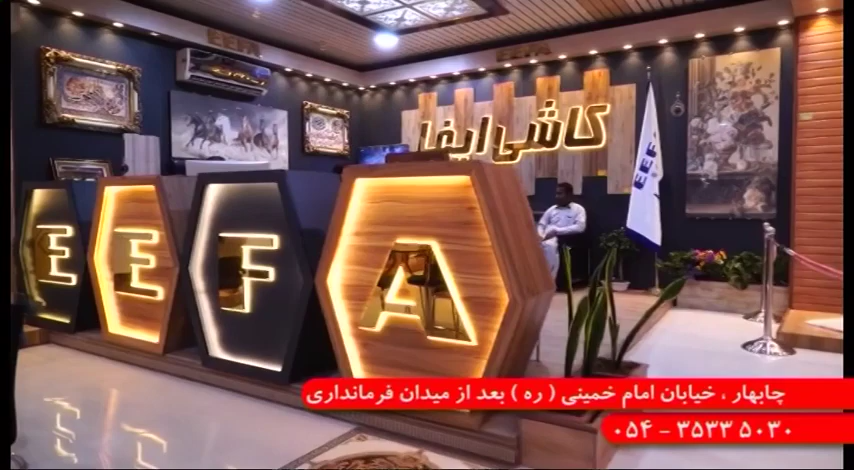 EEFA
EEFA
کاشی ایفا
EEFA
E E F A
چابهار ، خیابان امام خمینی ( ره ) بعد از میدان فرمانداری
۰۵۴ - ۳۵۳۳ ۵۰۳۰